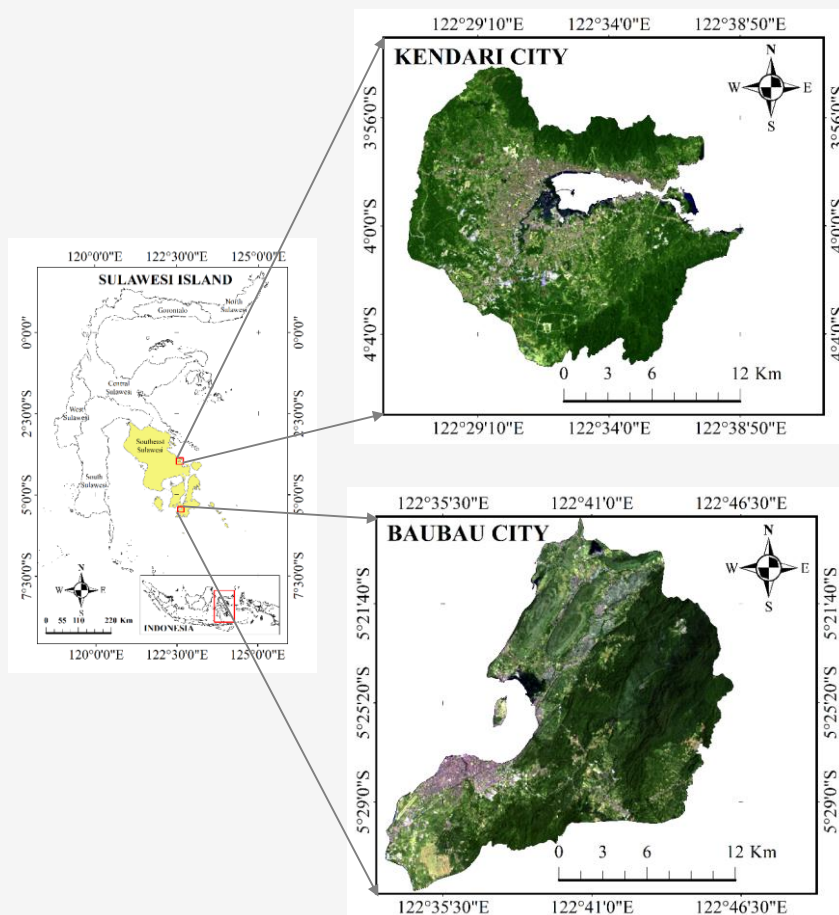 120°0'0"E 122°30'0"E 125°0'0"E
SULAWESI ISLAND
North
Sulawesi
Gorontalo
0°0'0"
0°0'0"
Central
Sulawesi
2°30'0"S
2°30'0"S
West
Sulawesi
Southeast
Sulawesi
South
Sulawesi
5°0'0"S
5°0'0"S
7°30'0"S
7°30'0"S
N
W E
S
0 55 110 220 Km
INDONESIA
120°0'0"E 122°30'0"E 125°0'0"E
122°29'10"E 122°34'0"E 122°38'50"E
KENDARI CITY
N
W E
S
3°56'0"S
3°56'0"S
4°0'0"S
4°0'0"S
4°4'0"S
4°4'0"S
0 3 6 12 Km
122°29'10"E 122°34'0"E 122°38'50"E
122°35'30"E 122°41'0"E 122°46'30"E
BAUBAU CITY
N
W E
S
5°21'40"S
5°21'40"S
5°25'20"S
5°25'20"S
5°29'0"S
5°29'0"S
0 3 6 12 Km
122°35'30"E 122°41'0"E 122°46'30"E